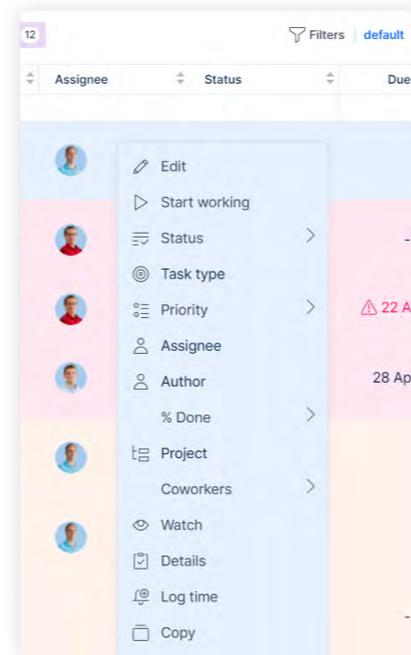 12
Filters default
Assignee Status Due
Edit
Start working
Status
Task type
-
Priority
22 A
Assignee
Author
28 Ap
% Done
Project
Coworkers
Watch
Details
Log time
-
Copy